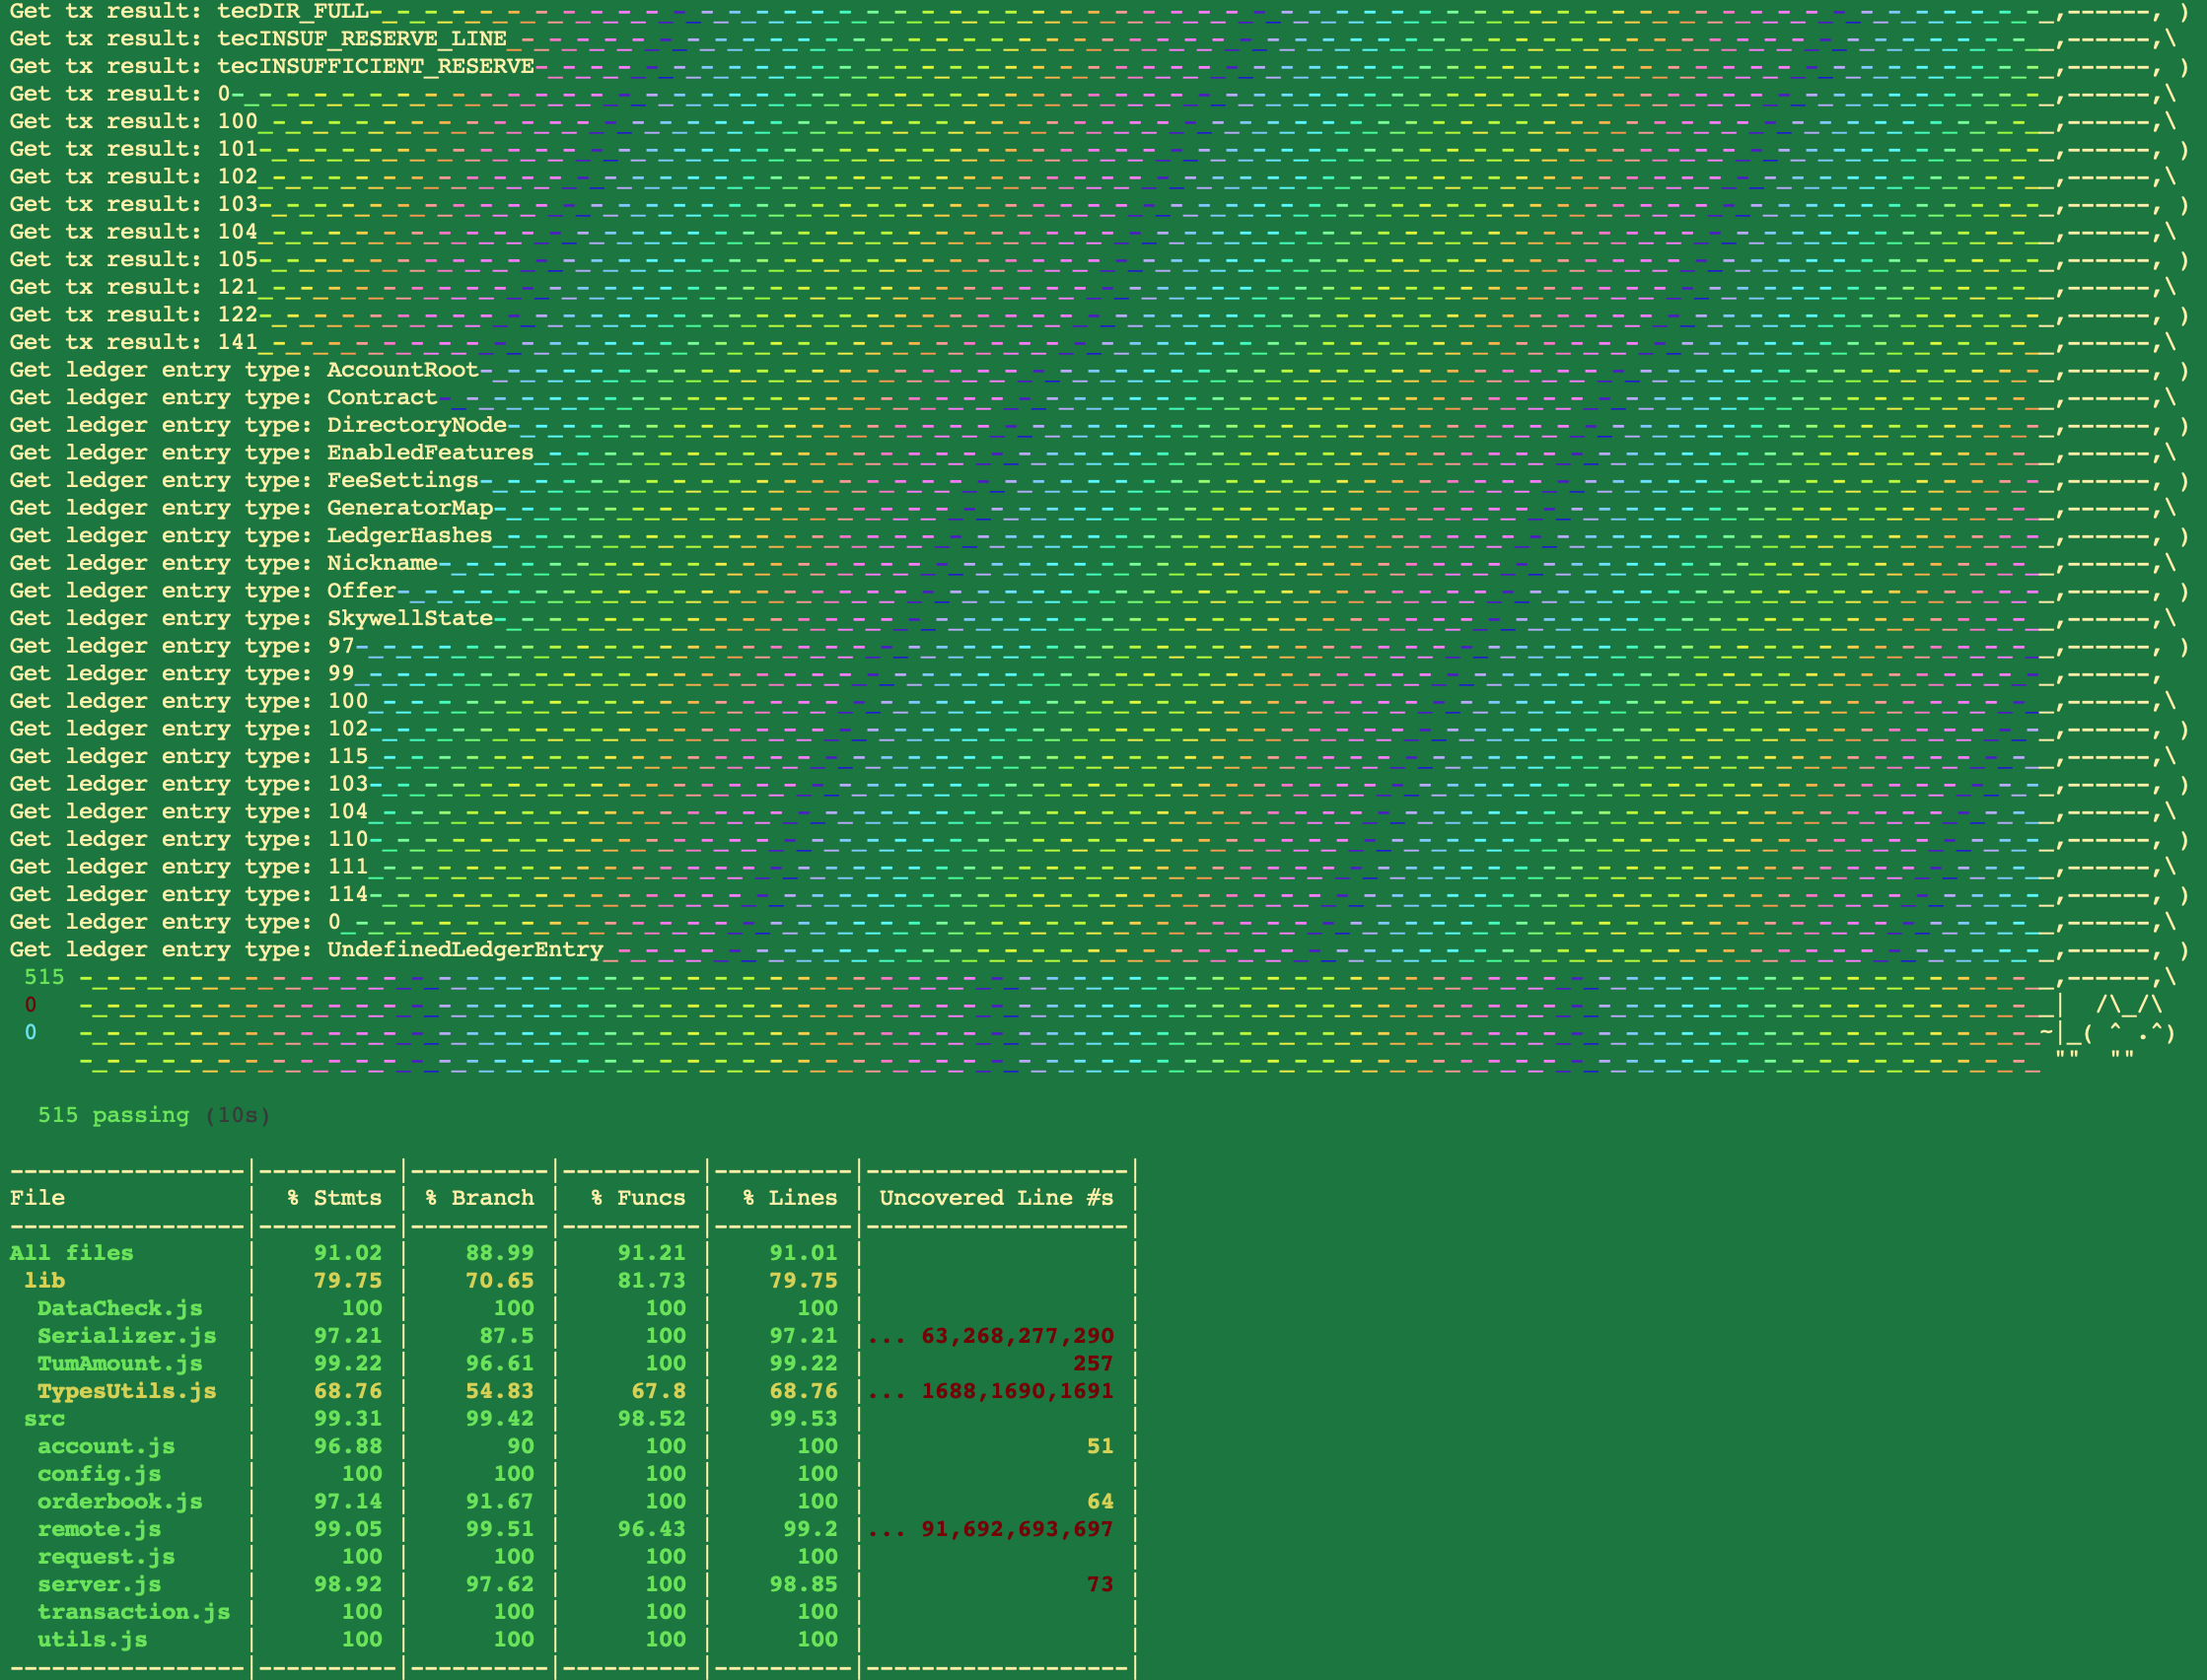 Get tx result: tecDIR_FULL
Get tx result: tecINSUF_RESERVE_LINE
Get tx result: tecINSUFFICIENT_RESERVE
Get tx result: 0
Get tx result: 100
Get tx result: 101
Get tx result: 102
Get tx result: 103
Get tx result: 104
Get tx result: 105
Get tx result: 121
Get tx result: 122
Get tx result: 141
Get ledger entry type: AccountRoot
Get ledger entry type: Contract
Get ledger entry type: DirectoryNode
Get ledger entry type: EnabledFeatures
Get ledger entry type: FeeSettings
Get ledger entry type: GeneratorMap
Get ledger entry type: LedgerHashes
Get ledger entry type: Nickname
Get ledger entry type: Offer
Get ledger entry type: SkywellState
Get ledger entry type: 97
Get ledger entry type: 99
Get ledger entry type: 100
Get ledger entry type: 102
Get ledger entry type: 115
Get ledger entry type: 103
Get ledger entry type: 104
Get ledger entry type: 110
Get ledger entry type: 111
Get ledger entry type: 114
Get ledger entry type: 0
Get ledger entry type: UndefinedLedgerEntry
515
0
0
515 passing (10s)
File | % Stmts | % Branch | % Funcs | % Lines | Uncovered Line #s |
All files | 91.02 | 88.99 | 91.21 | 91.01 | |
lib | 79.75 | 70.65 | 81.73 | 79.75 | |
DataCheck.js | 100 | 100 | 100 | 100 | |
Serializer.js | 97.21 | 87.5 | 100 | 97.21 |... 63,268,277,290 |
TumAmount.js | 99.22 | 96.61 | 100 | 99.22 | 257 |
TypesUtils.js | 68.76 | 54.83 | 67.8 | 68.76 |... 1688,1690,1691 |
src | 99.31 | 99.42 | 98.52 | 99.53 | |
account.js | 96.88 | 90 | 100 | 100 | 51 |
config.js | 100 | 100 | 100 | 100 | |
orderbook.js | 97.14 | 91.67 | 100 | 100 | 64 |
remote.js | 99.05 | 99.51 | 96.43 | 99.2 |... 91,692,693,697 |
request.js | 100 | 100 | 100 | 100 | |
server.js | 98.92 | 97.62 | 100 | 98.85 | 73 |
transaction.js | 100 | 100 | 100 | 100 | |
utils.js | 100 | 100 | 100 | 100 | |